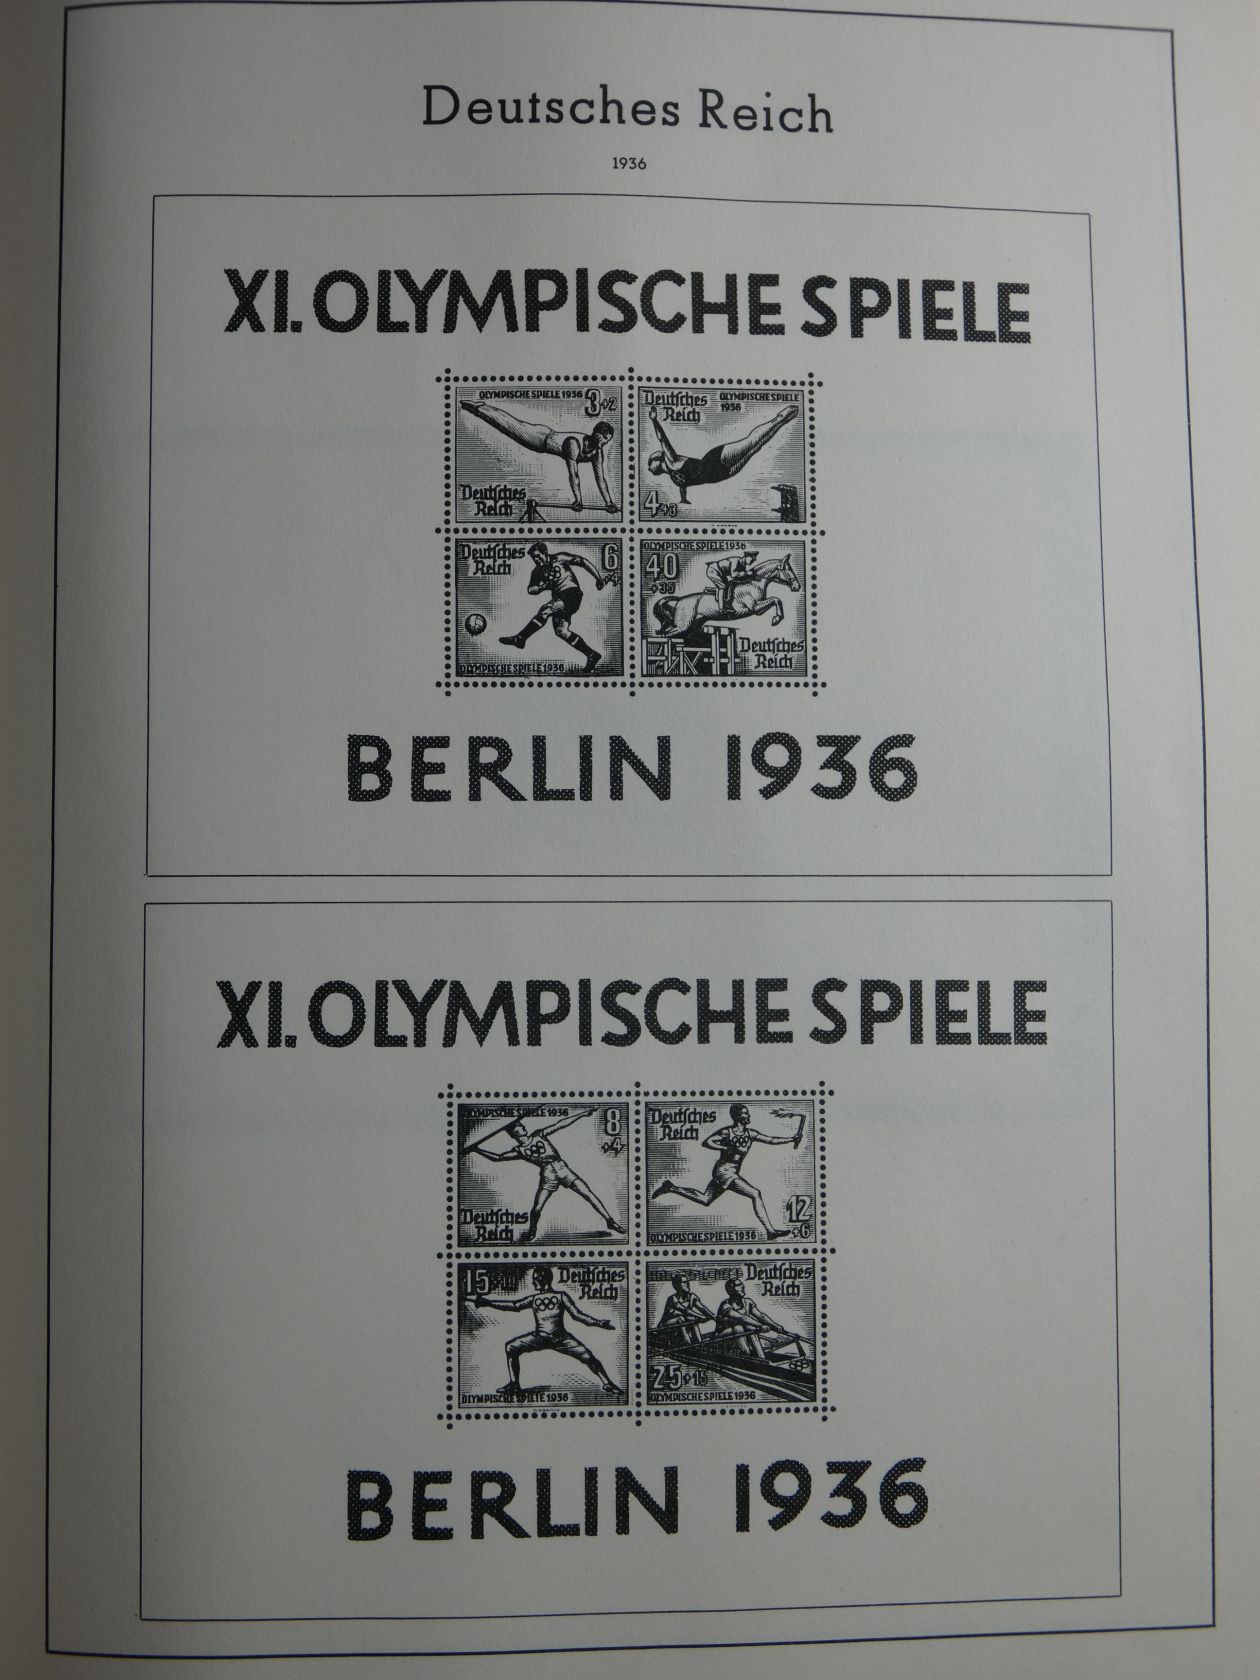 Deutsches Reich
1936
XI. OLYMPISCHE SPIELE
OLYMPISCHE SPIELE 1936 3+2
Deutsches
Reich
Deutsches OLYMPISCHE SPIELE
Reich 1936
4+3
Deutsches 6
Reich +4
OLYMPISCHE SPIELE 1936
OLYMPISCHE SPIELE 1936
40
+35
Deutsches
Reich
BERLIN 1936
XI. OLYMPISCHE SPIELE
OLYMPISCHE SPIELE 1936 8
+4
Deutsches
Reich
Deutsches
Reich
12
+6
OLYMPISCHE SPIELE 1936
15 Deutsches
Reich
OLYMPISCHE SPIELE 1936
Deutsches
Reich
25+15
OLYMPISCHE SPIELE 1936
BERLIN 1936